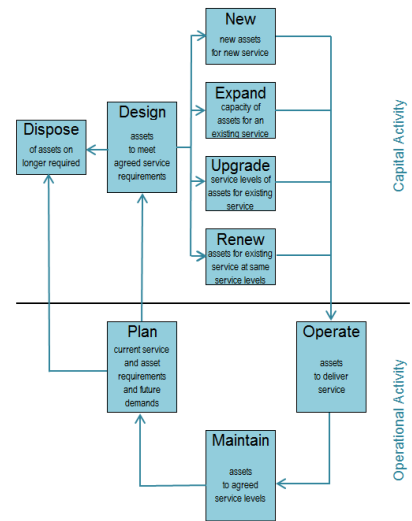 New
new assets
for new service
Expand
capacity of
assets for an
existing service
Upgrade
service levels of
assets for existing
service
Renew
assets for existing
service at same
service levels
Design
assets
to meet
agreed service
requirements
Dispose
of assets on
longer required
Capital Activity
Plan
current service
and asset
requirements
and future
demands
Operate
assets
to deliver
service
Maintain
assets
to agreed
service levels
Operational Activity